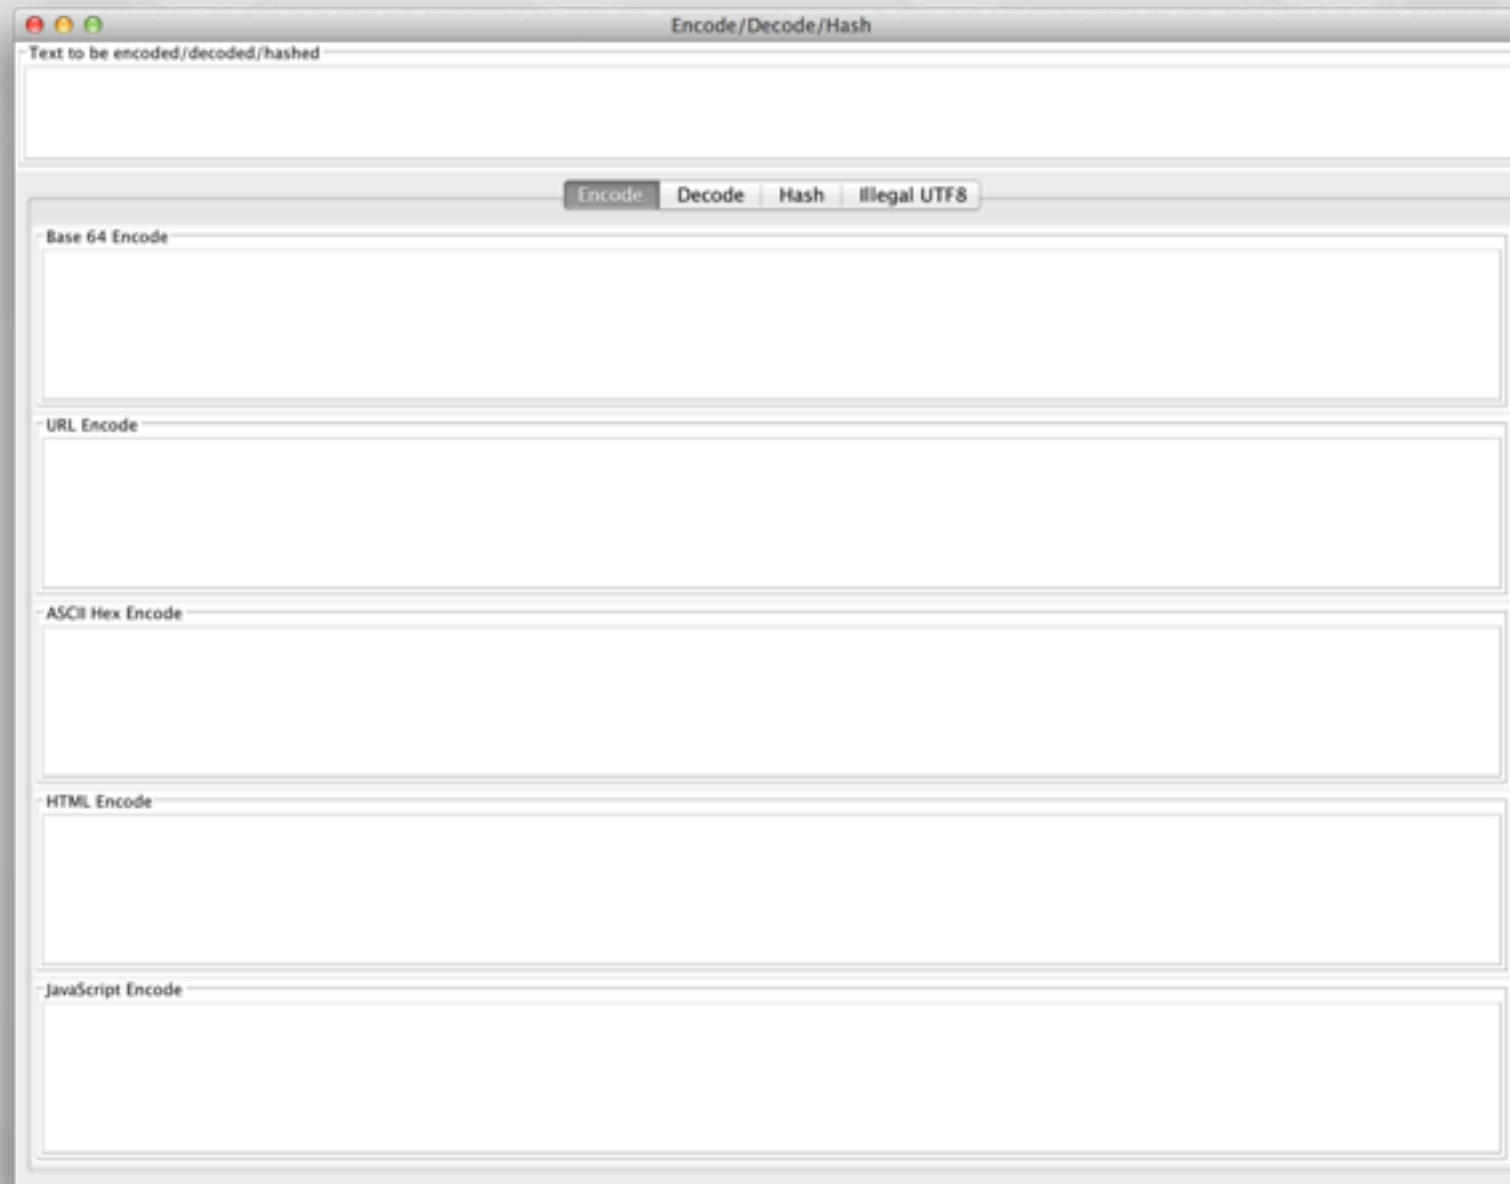 Encode/Decode/Hash
Text to be encoded/decoded/hashed
Encode Decode Hash Illegal UTF8
Base 64 Encode
URL Encode
ASCII Hex Encode
HTML Encode
JavaScript Encode